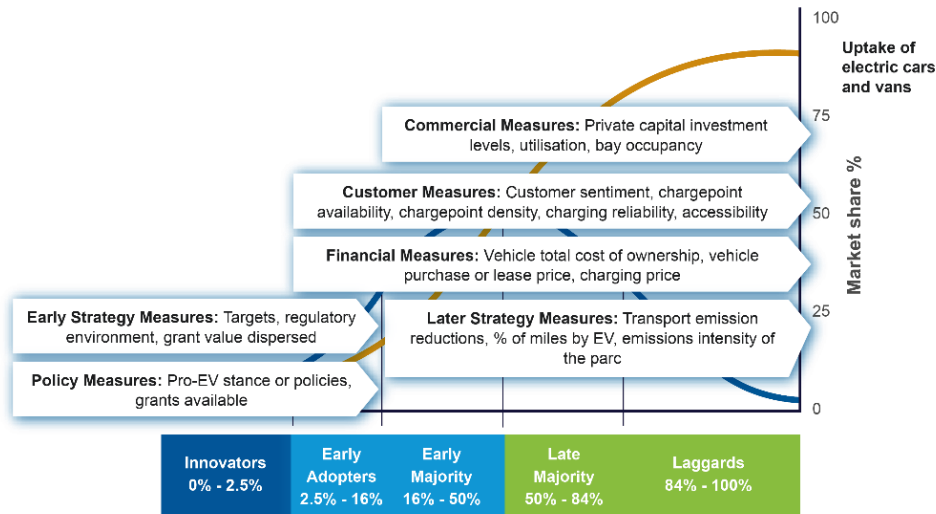 100
Uptake of
electric cars
and vans
75
Commercial Measures: Private capital investment
levels, utilisation, bay occupancy
Customer Measures: Customer sentiment, chargepoint
availability, chargepoint density, charging reliability, accessibility
50
Market share %
Financial Measures: Vehicle total cost of ownership, vehicle
purchase or lease price, charging price
Early Strategy Measures: Targets, regulatory
environment, grant value dispersed
25
Later Strategy Measures: Transport emission
reductions, % of miles by EV, emissions intensity of
the parc
Policy Measures: Pro-EV stance or policies,
grants available
0
Innovators
0% - 2.5%
Early
Adopters
2.5% - 16%
Early
Majority
16% - 50%
Late
Majority
50% - 84%
Laggards
84% - 100%